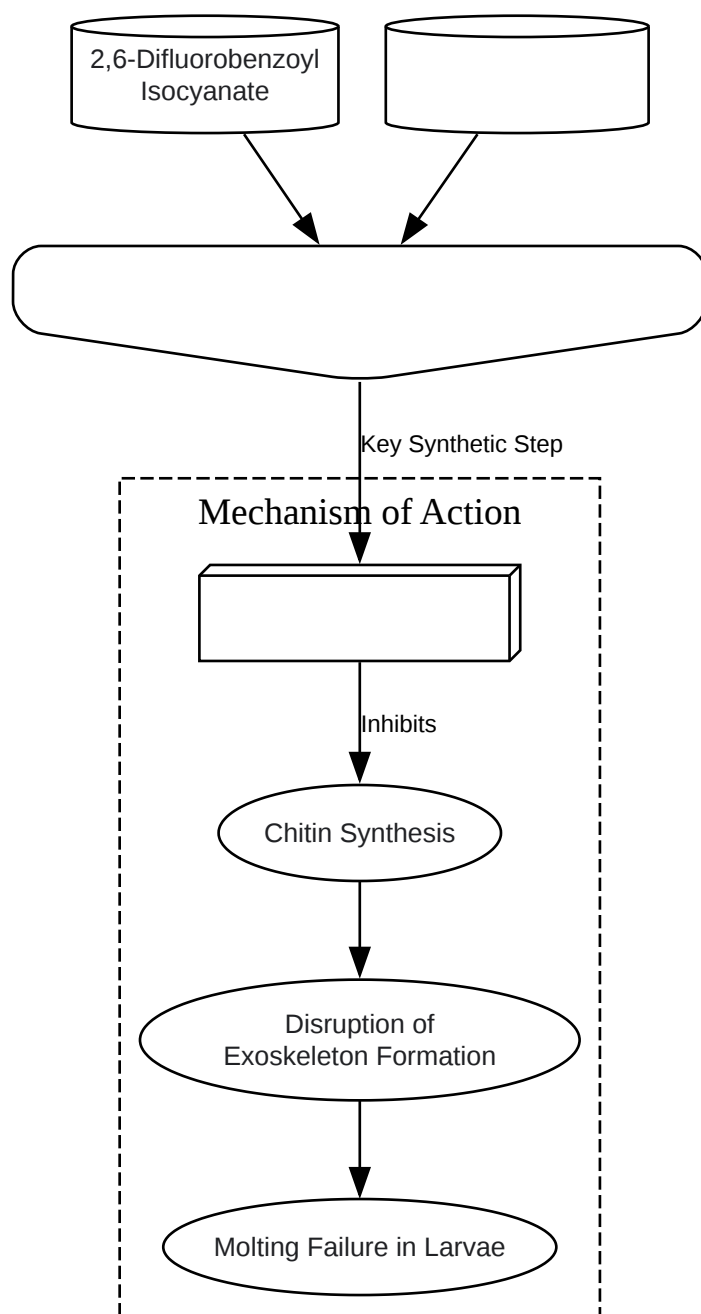 2,6-Difluorobenzoyl
Isocyanate
Key Synthetic Step
Mechanism of Action
Inhibits
Chitin Synthesis
Disruption of
Exoskeleton Formation
Molting Failure in Larvae